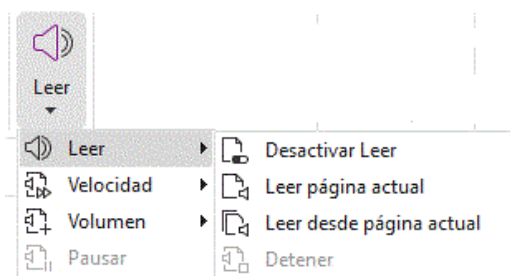 Leer
Leer
Desactivar Leer
Velocidad
Leer página actual
Volumen
Leer desde página actual
Pausar
Detener